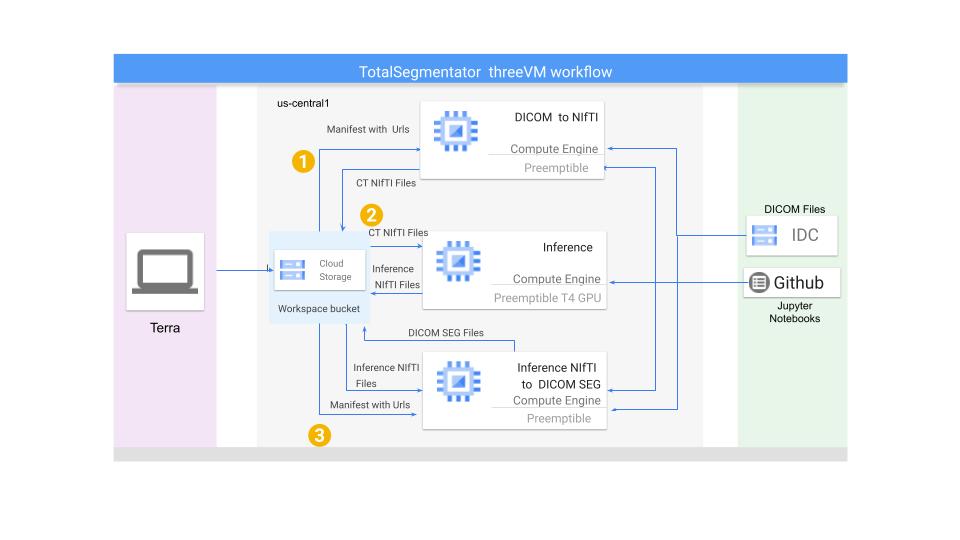 TotalSegmentator threeVM workflow
us-central1
Manifest with Urls
1
DICOM to NIfTI
Compute Engine
Preemptible
CT NIfTI Files
2
CT NIfTI Files
Cloud
Storage
Workspace bucket
Inference
NIfTI Files
Inference
Compute Engine
Preemptible T4 GPU
DICOM SEG Files
Inference NIfTI
Files
Manifest with Urls
3
Inference NIfTI
to DICOM SEG
Compute Engine
Preemptible
Terra
DICOM Files
IDC
Github
Jupyter
Notebooks